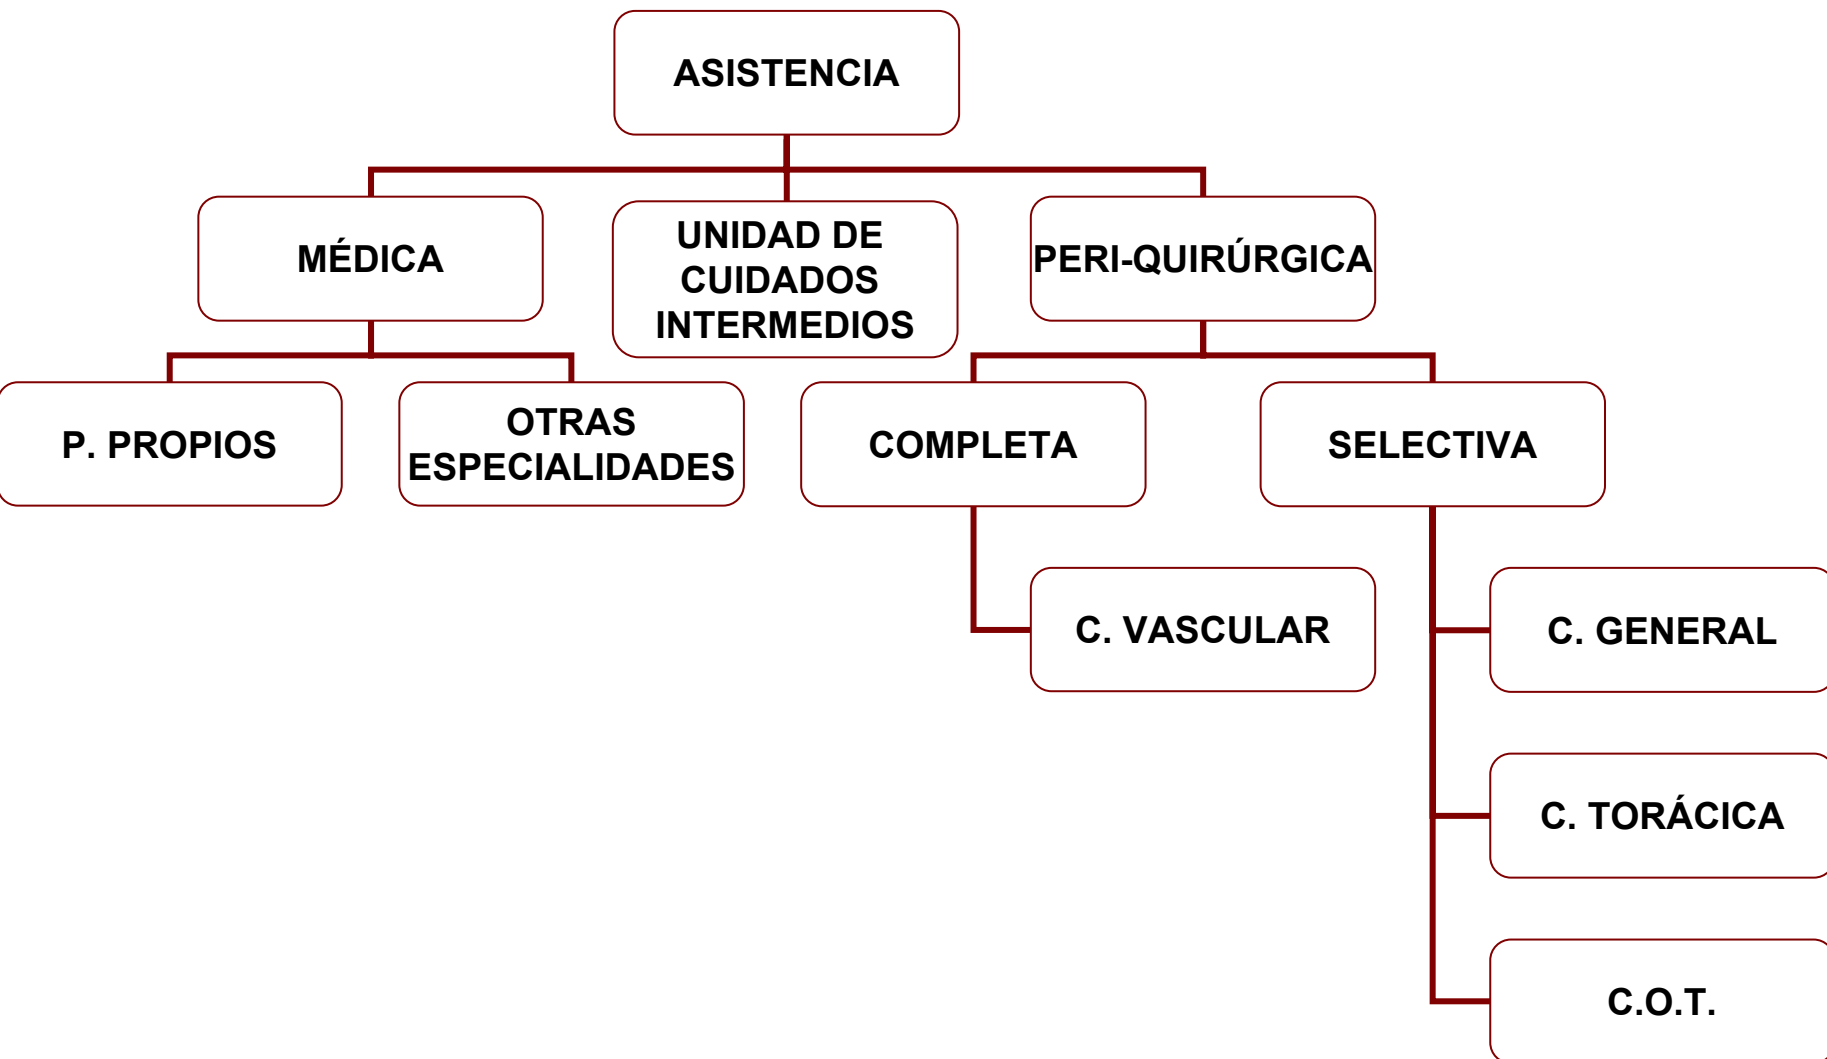 ASISTENCIA
MÉDICA
UNIDAD DE
CUIDADOS
INTERMEDIOS
PERI-QUIRÚRGICA
P. PROPIOS
OTRAS
ESPECIALIDADES
COMPLETA
SELECTIVA
C. VASCULAR
C. GENERAL
C. TORÁCICA
C.O.T.